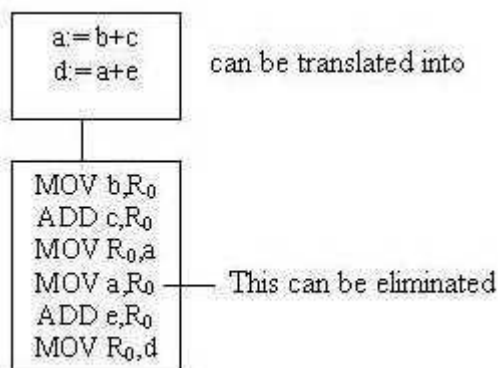 a:= b+c
d:= a+e
can be translated into
MOV b,R₀
ADD c,R₀
MOV R₀,a
MOV a,R₀
This can be eliminated
ADD e,R₀
MOV R₀,d